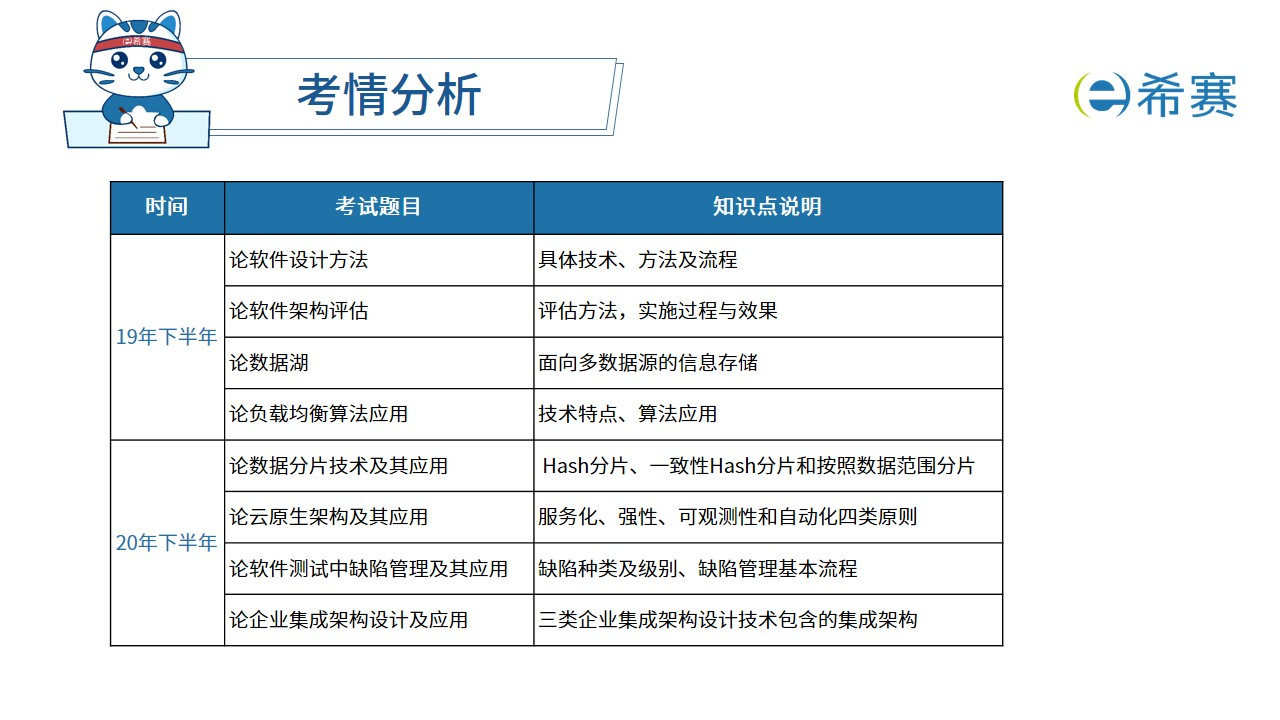 希赛
考情分析
希赛
时间 考试题目 知识点说明
19年下半年
论软件设计方法 具体技术、方法及流程
论软件架构评估 评估方法，实施过程与效果
论数据湖 面向多数据源的信息存储
论负载均衡算法应用 技术特点、算法应用
20年下半年
论数据分片技术及其应用 Hash分片、一致性Hash分片和按照数据范围分片
论云原生架构及其应用 服务化、强性、可观测性和自动化四类原则
论软件测试中缺陷管理及其应用 缺陷种类及级别、缺陷管理基本流程
论企业集成架构设计及应用 三类企业集成架构设计技术包含的集成架构